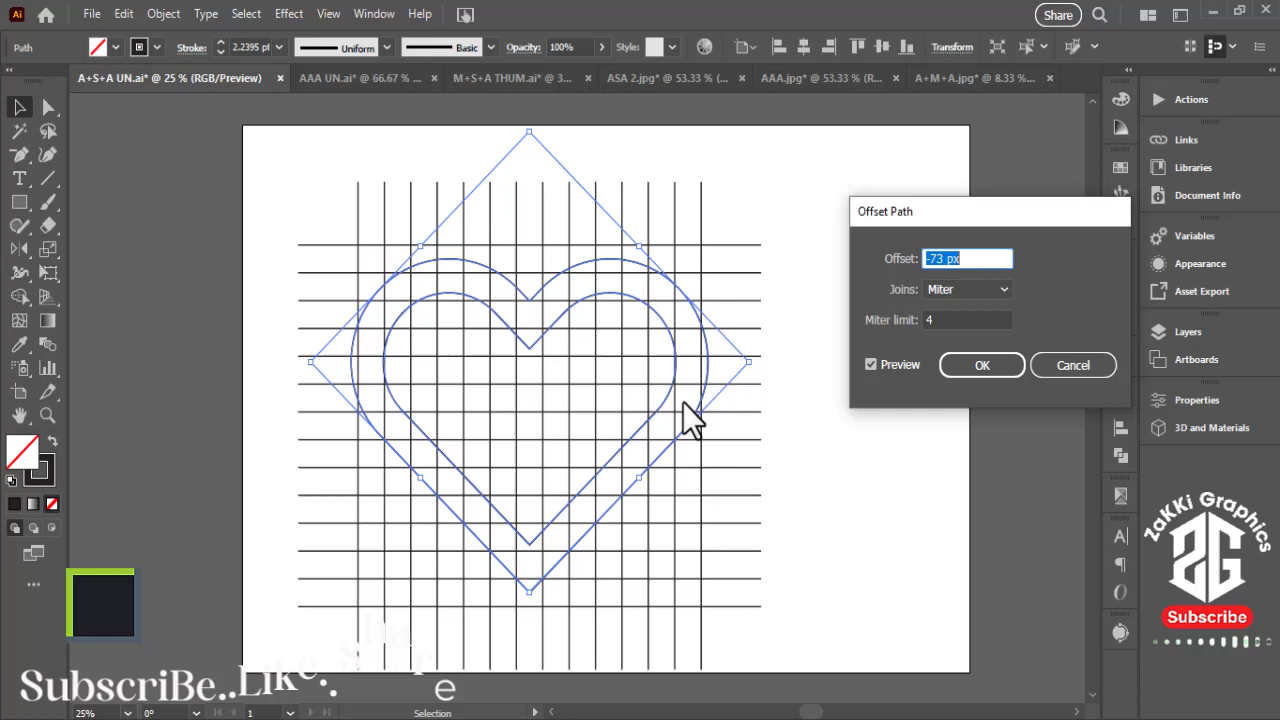 Ai File Edit Object Type Select Effect View Window Help Share
Path Stroke: 2.2395 pt Uniform Basic Opacity: 100% Style: Transform
A+S+A UN.ai* @ 25 % (RGB/Preview) × AAA UN.ai* @ 66.67 % ... × M+S+A THUM.ai* @ 3... × ASA 2.jpg* @ 53.33 % (... × AAA.jpg* @ 53.33 % (R... × A+M+A.jpg* @ 8.33 %... ×
Actions
Links
Libraries
Document Info
Variables
Access
Asset Export
Layers
Artboards
Properties
3D and Materials
Offset Path
Offset: -73 px
Joins: Miter
Miter limit: 4
Preview OK Cancel
ZaKKi Graphics
ZG
Subscribe
SubscriBe..Like..
e
25% 0° 1 Selection